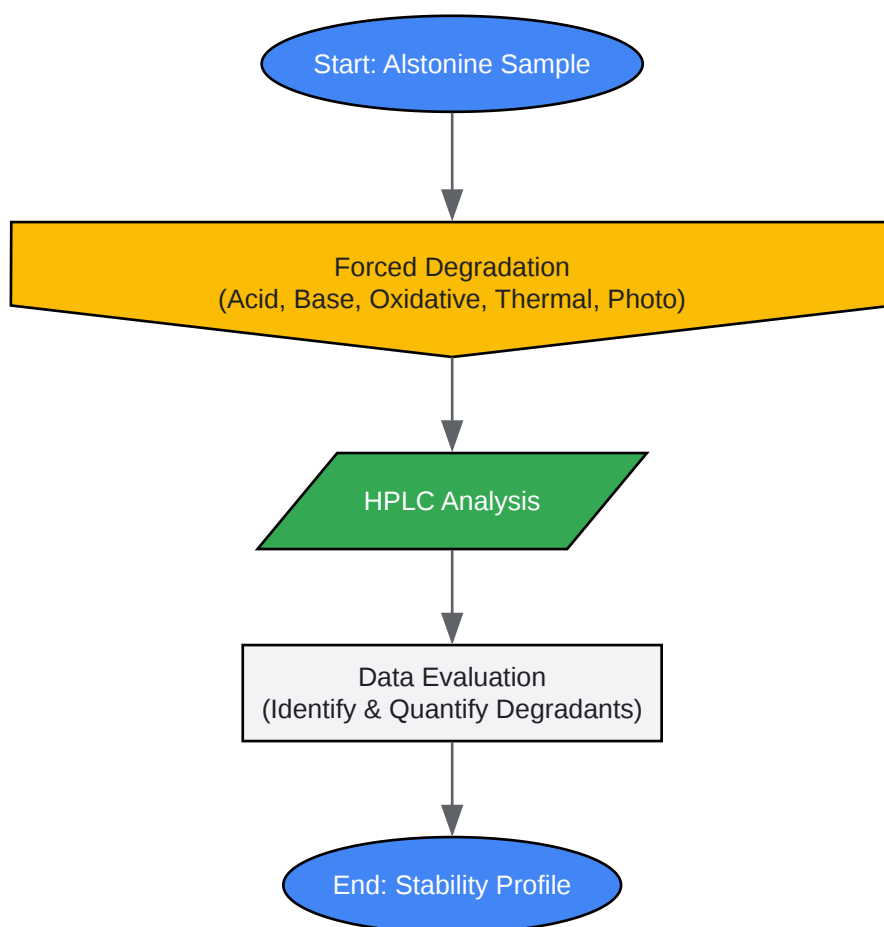 Start: Alstonine Sample
Forced Degradation
(Acid, Base, Oxidative, Thermal, Photo)
HPLC Analysis
Data Evaluation
(Identify & Quantify Degradants)
End: Stability Profile